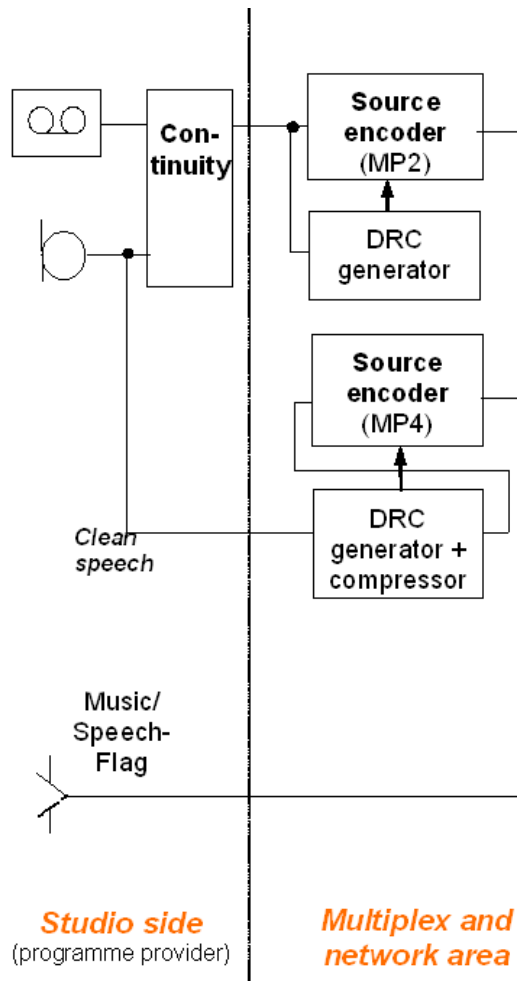 Con-
tinuity
Source
encoder
(MP2)
DRC
generator
Source
encoder
(MP4)
DRC
generator +
compressor
Clean
speech
Music/
Speech-
Flag
Studio side
(programme provider)
Multiplex and
network area